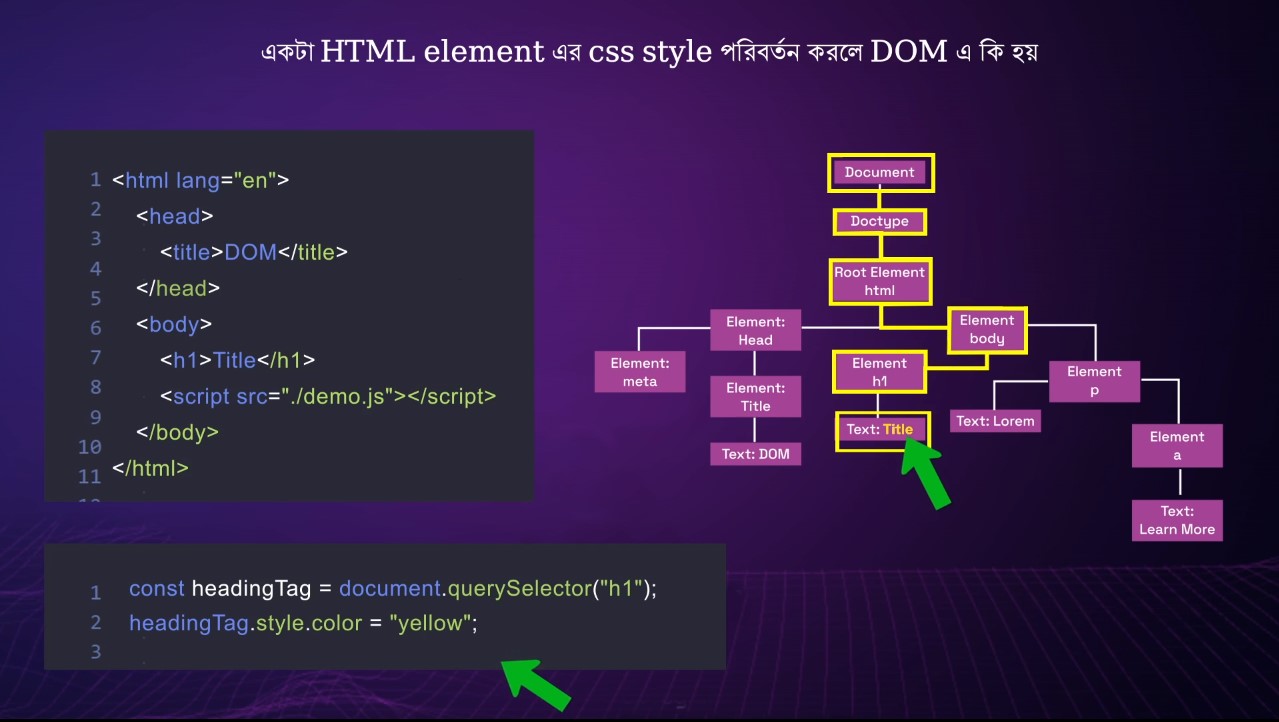 একটা HTML element এর css style পরিবর্তন করলে DOM এ কি হয়
1 <html lang="en">
2 <head>
3 <title>DOM</title>
4 </head>
5 <body>
6 <h1>Title</h1>
7 <script src="./demo.js"></script>
8 </body>
9 </html>
10
11
Document
Doctype
Root Element
html
Element:
Head
Element
body
Element:
meta
Element
h1
Element
p
Element:
Title
Text: Title
Text: Lorem
Element
a
Text: DOM
Text:
Learn More
1 const headingTag = document.querySelector("h1");
2 headingTag.style.color = "yellow";
3